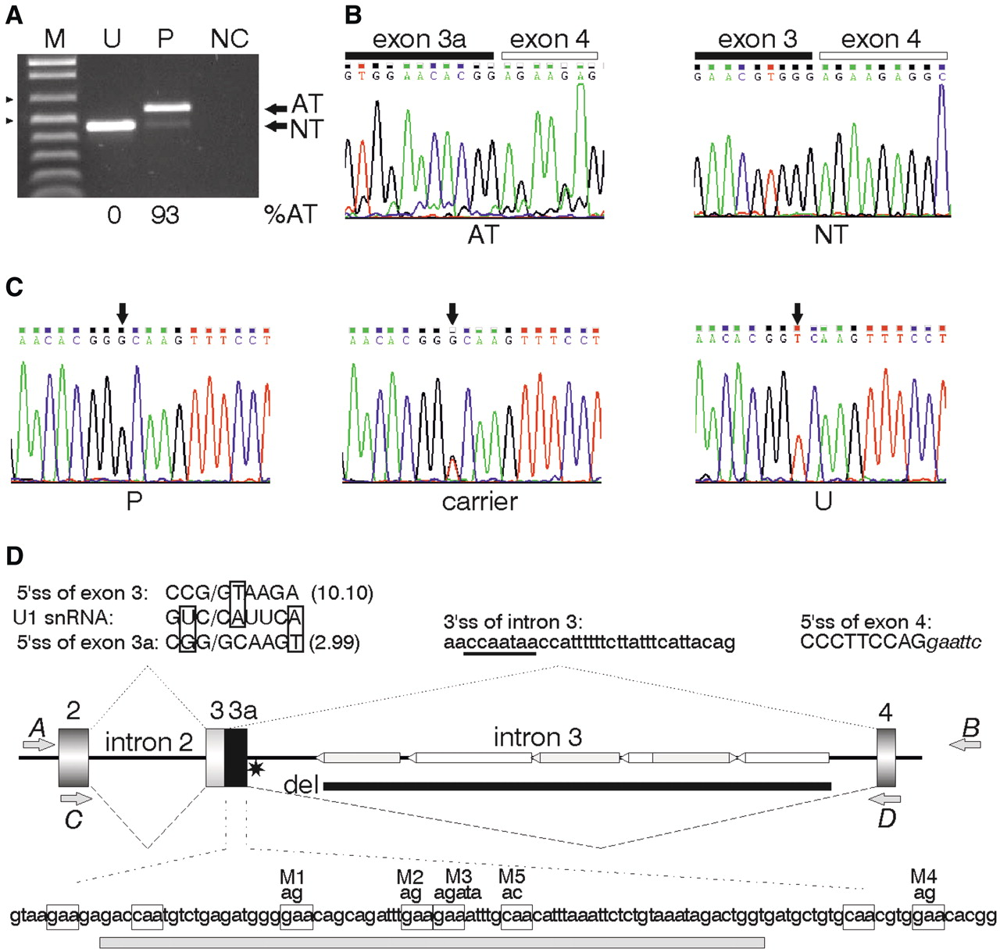 A
M U P NC
AT
NT
0 93 %AT
B
exon 3a exon 4
G T G G A A C A C G G A G A A G A G
AT
exon 3 exon 4
G A A C G T G G G A G A A G A G G C
NT
C
A A C A C G G G C A A G T T T C C T
P
A A C A C G G G C A A G T T T C C T
carrier
A A C A C G G T C A A G T T T C C T
U
D
5'ss of exon 3: CCG/GTAAGA (10.10)
U1 snRNA: GUC/CAUUCA
5'ss of exon 3a: CGG/GCAAGT (2.99)
3'ss of intron 3:
aaccaataaccattttttcttatttcattacag
5'ss of exon 4:
CCCTTCCAGgaattc
A 2 intron 2 3 3a intron 3 4 B
del
C D
M1 M2 M3 M5 M4
ag ag agata ac ag
gtaagaagagaccaatgtctgagatggggaacagcagatttgaagaaatttgcaacatttaaattctctgtaaatagactggtgatgctgtgcaacgtggaacacgg